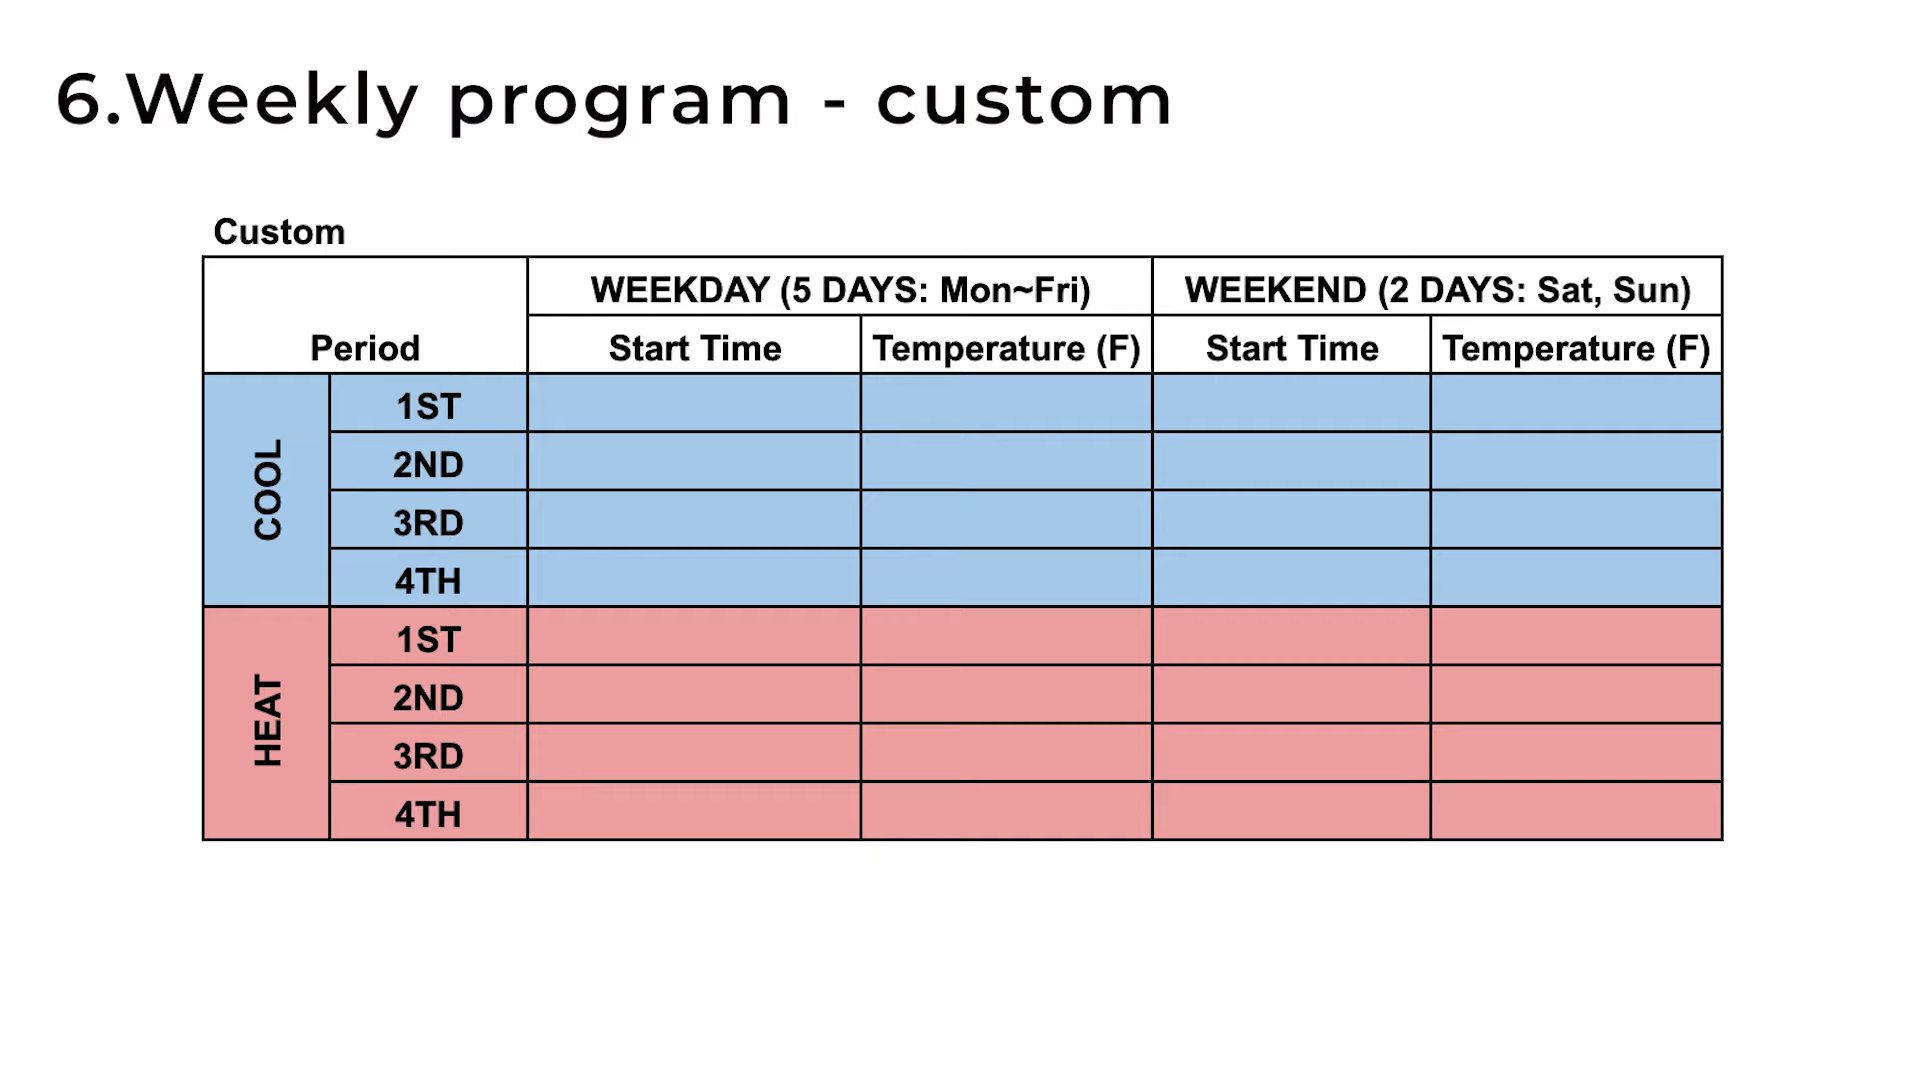 6.Weekly program - custom
Custom
WEEKDAY (5 DAYS: Mon~Fri) WEEKEND (2 DAYS: Sat, Sun)
Period Start Time Temperature (F) Start Time Temperature (F)
COOL
1ST
2ND
3RD
4TH
HEAT
1ST
2ND
3RD
4TH